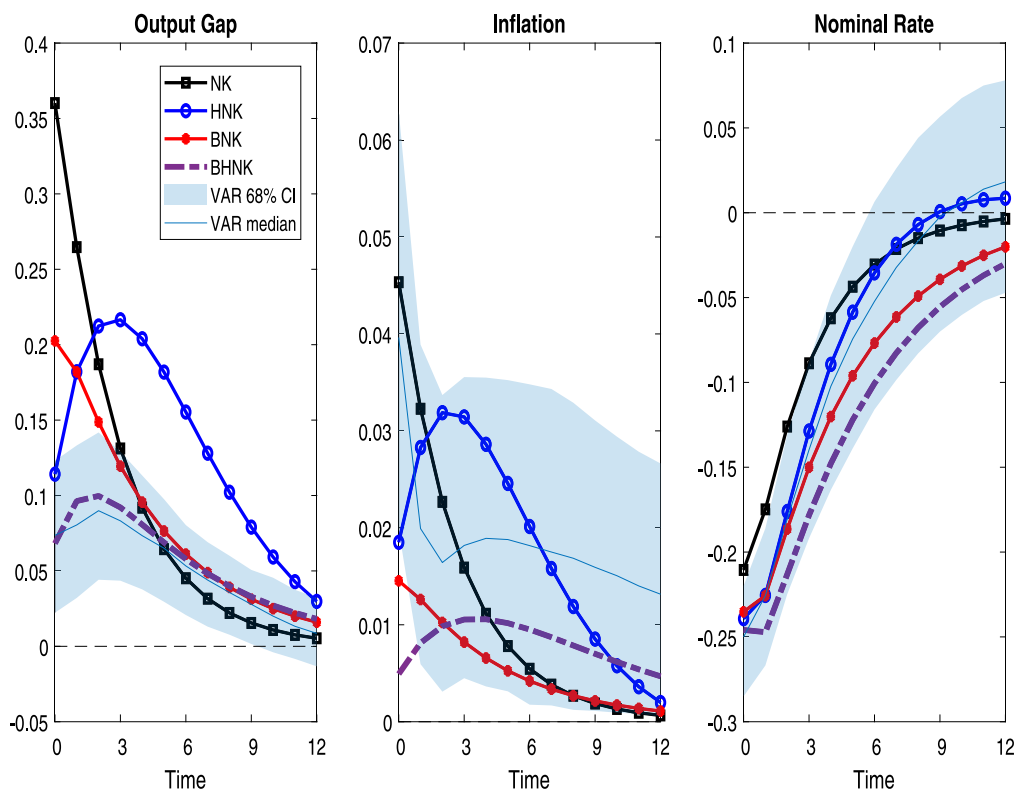 Output Gap
0.4
0.35
0.3
0.25
0.2
0.15
0.1
0.05
0
-0.05
0 3 6 9 12
Time
NK
HNK
BNK
BHNK
VAR 68% CI
VAR median
Inflation
0.07
0.06
0.05
0.04
0.03
0.02
0.01
0
0 3 6 9 12
Time
Nominal Rate
0.1
0.05
0
-0.05
-0.1
-0.15
-0.2
-0.25
-0.3
0 3 6 9 12
Time